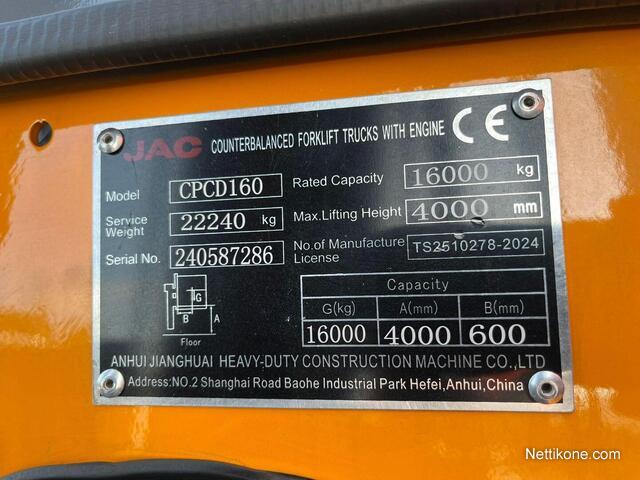 JAC COUNTERBALANCED FORKLIFT TRUCKS WITH ENGINE CE
Model CPCD160 Rated Capacity 16000 kg
Service Weight 22240 kg Max.Lifting Height 4000 mm
Serial No. 240587286 No.of Manufacture License TS2510278-2024
G
B
A
Floor
Capacity
G(kg) A(mm) B(mm)
16000 4000 600
ANHUI JIANGHUAI HEAVY-DUTY CONSTRUCTION MACHINE CO.,LTD
Address:NO.2 Shanghai Road Baohe Industrial Park Hefei,Anhui,China
Nettikone.com